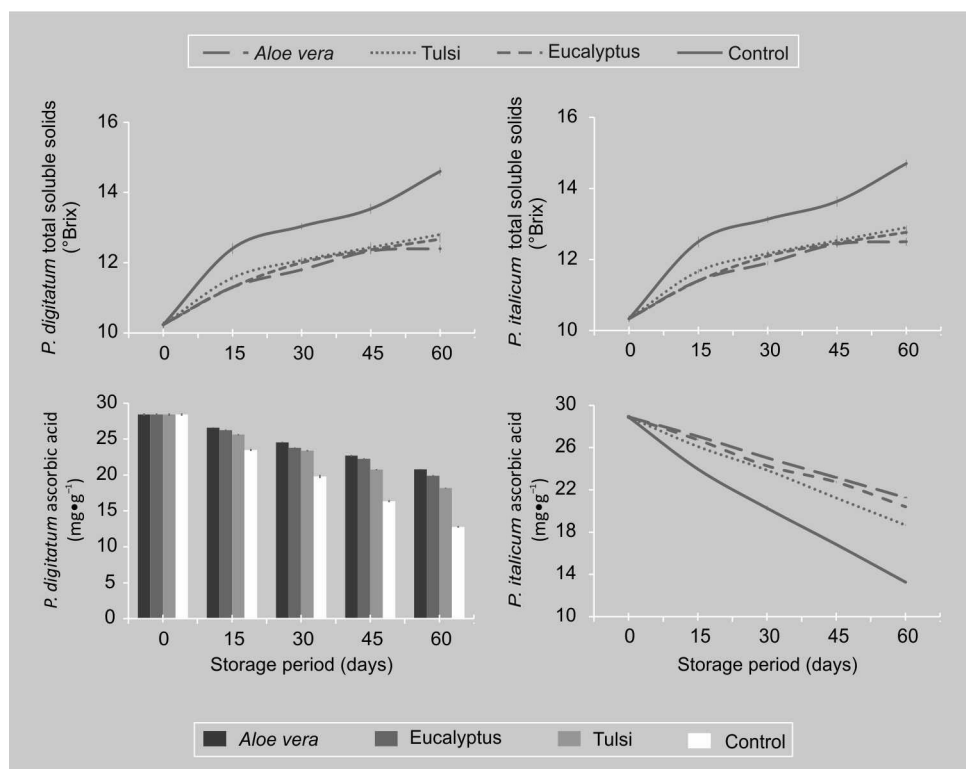 Aloe vera Tulsi Eucalyptus Control
P. digitatum total soluble solids
(°Brix)
16
14
12
10
0 15 30 45 60
P. italicum total soluble solids
(°Brix)
16
14
12
10
0 15 30 45 60
P. digitatum ascorbic acid
(mg•g⁻¹)
30
25
20
15
10
5
0
0 15 30 45 60
Storage period (days)
P. italicum ascorbic acid
(mg•g⁻¹)
30
26
22
18
14
10
0 15 30 45 60
Storage period (days)
Aloe vera Eucalyptus Tulsi Control